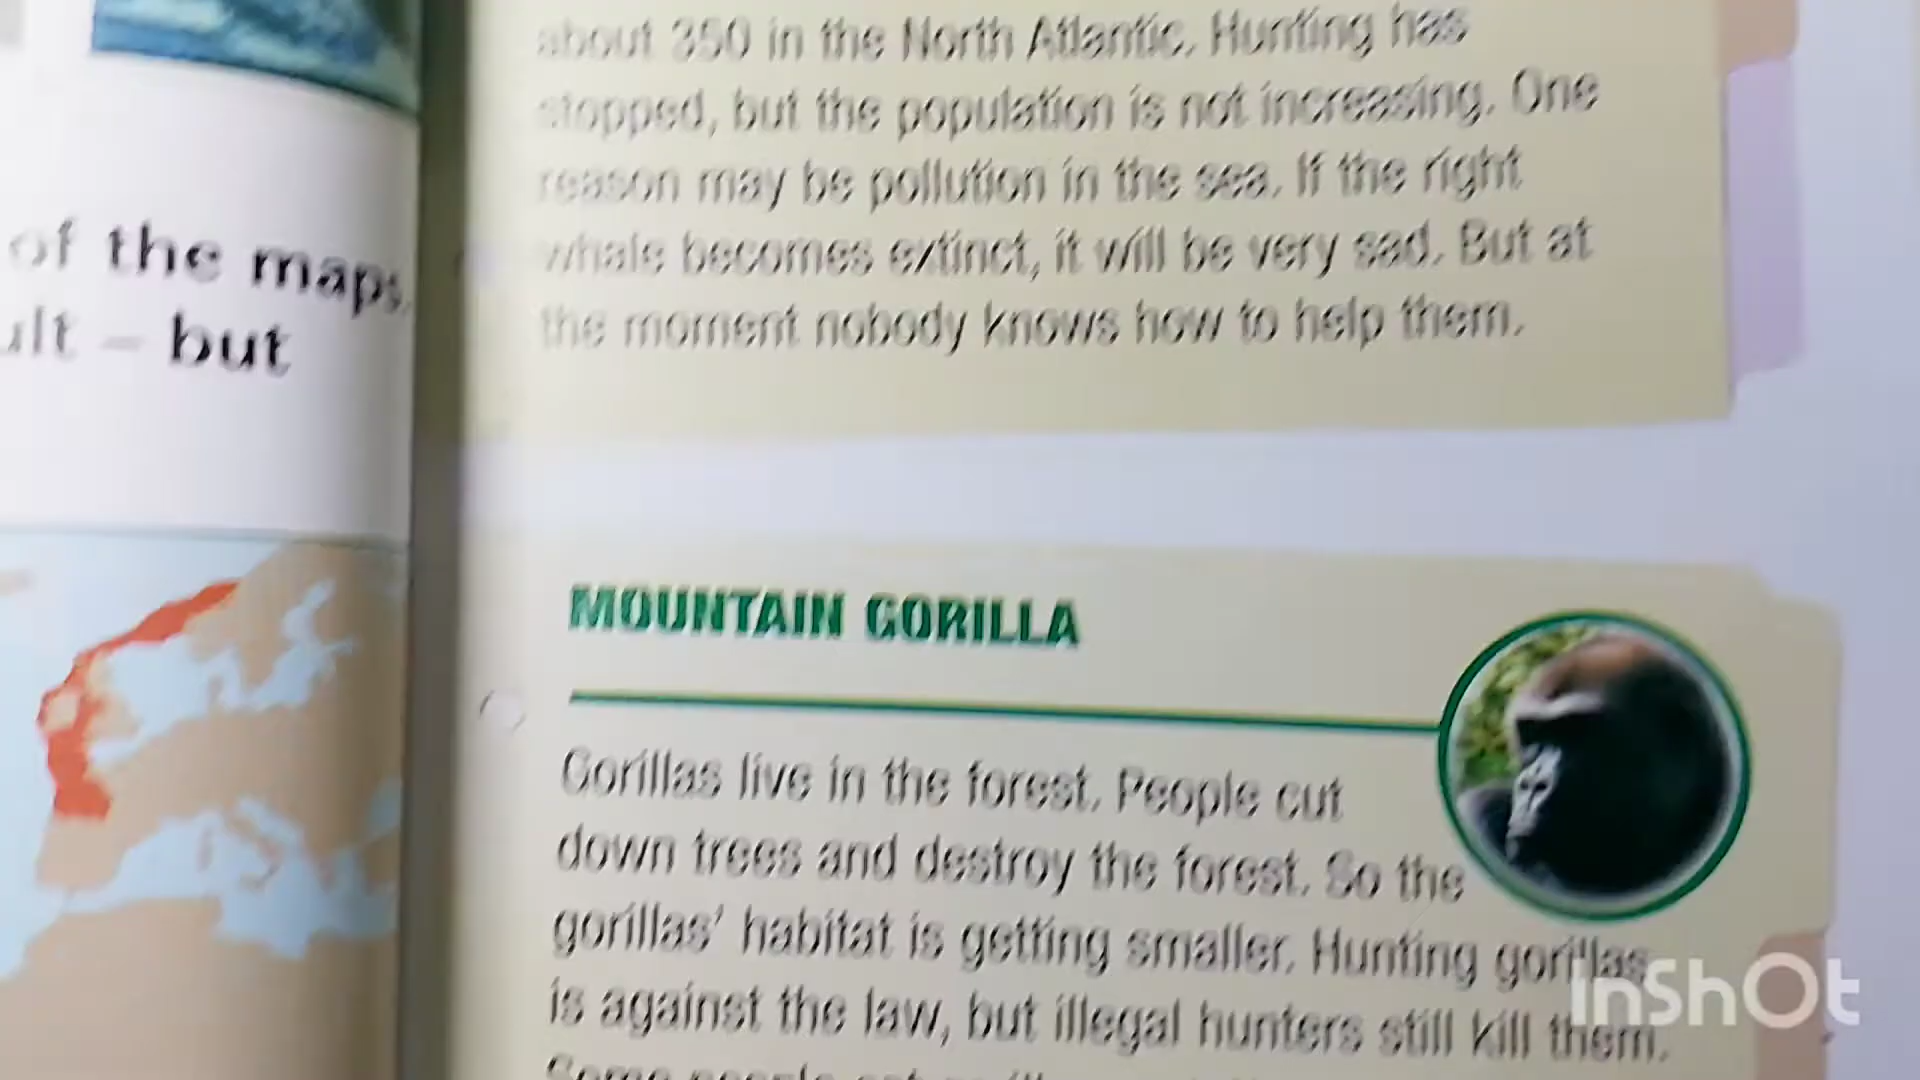 of the maps.
ult – but
about 350 in the North Atlantic. Hunting has
stopped, but the population is not increasing. One
reason may be pollution in the sea. If the right
whale becomes extinct, it will be very sad. But at
the moment nobody knows how to help them.
MOUNTAIN GORILLA
Gorillas live in the forest. People cut
down trees and destroy the forest. So the
gorillas' habitat is getting smaller. Hunting gorillas
is against the law, but illegal hunters still kill them.
Some people eat
InShOt